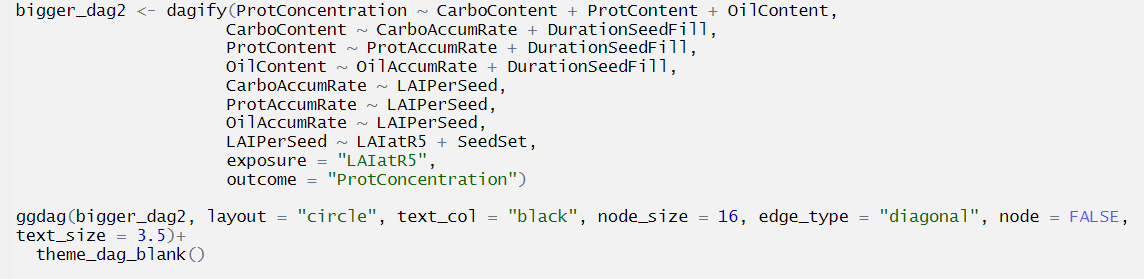 bigger_dag2 <- dagify(ProtConcentration ~ CarboContent + ProtContent + OilContent,
CarboContent ~ CarboAccumRate + DurationSeedFill,
ProtContent ~ ProtAccumRate + DurationSeedFill,
OilContent ~ OilAccumRate + DurationSeedFill,
CarboAccumRate ~ LAIPerSeed,
ProtAccumRate ~ LAIPerSeed,
OilAccumRate ~ LAIPerSeed,
LAIPerSeed ~ LAIatR5 + SeedSet,
exposure = "LAIatR5",
outcome = "ProtConcentration")
ggdag(bigger_dag2, layout = "circle", text_col = "black", node_size = 16, edge_type = "diagonal", node = FALSE,
text_size = 3.5)+
theme_dag_blank()